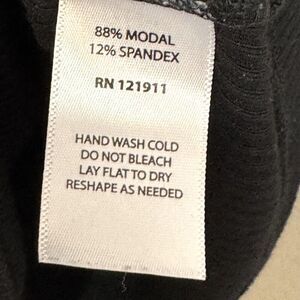 88% MODAL
12% SPANDEX
RN 121911
HAND WASH COLD
DO NOT BLEACH
LAY FLAT TO DRY
RESHAPE AS NEEDED